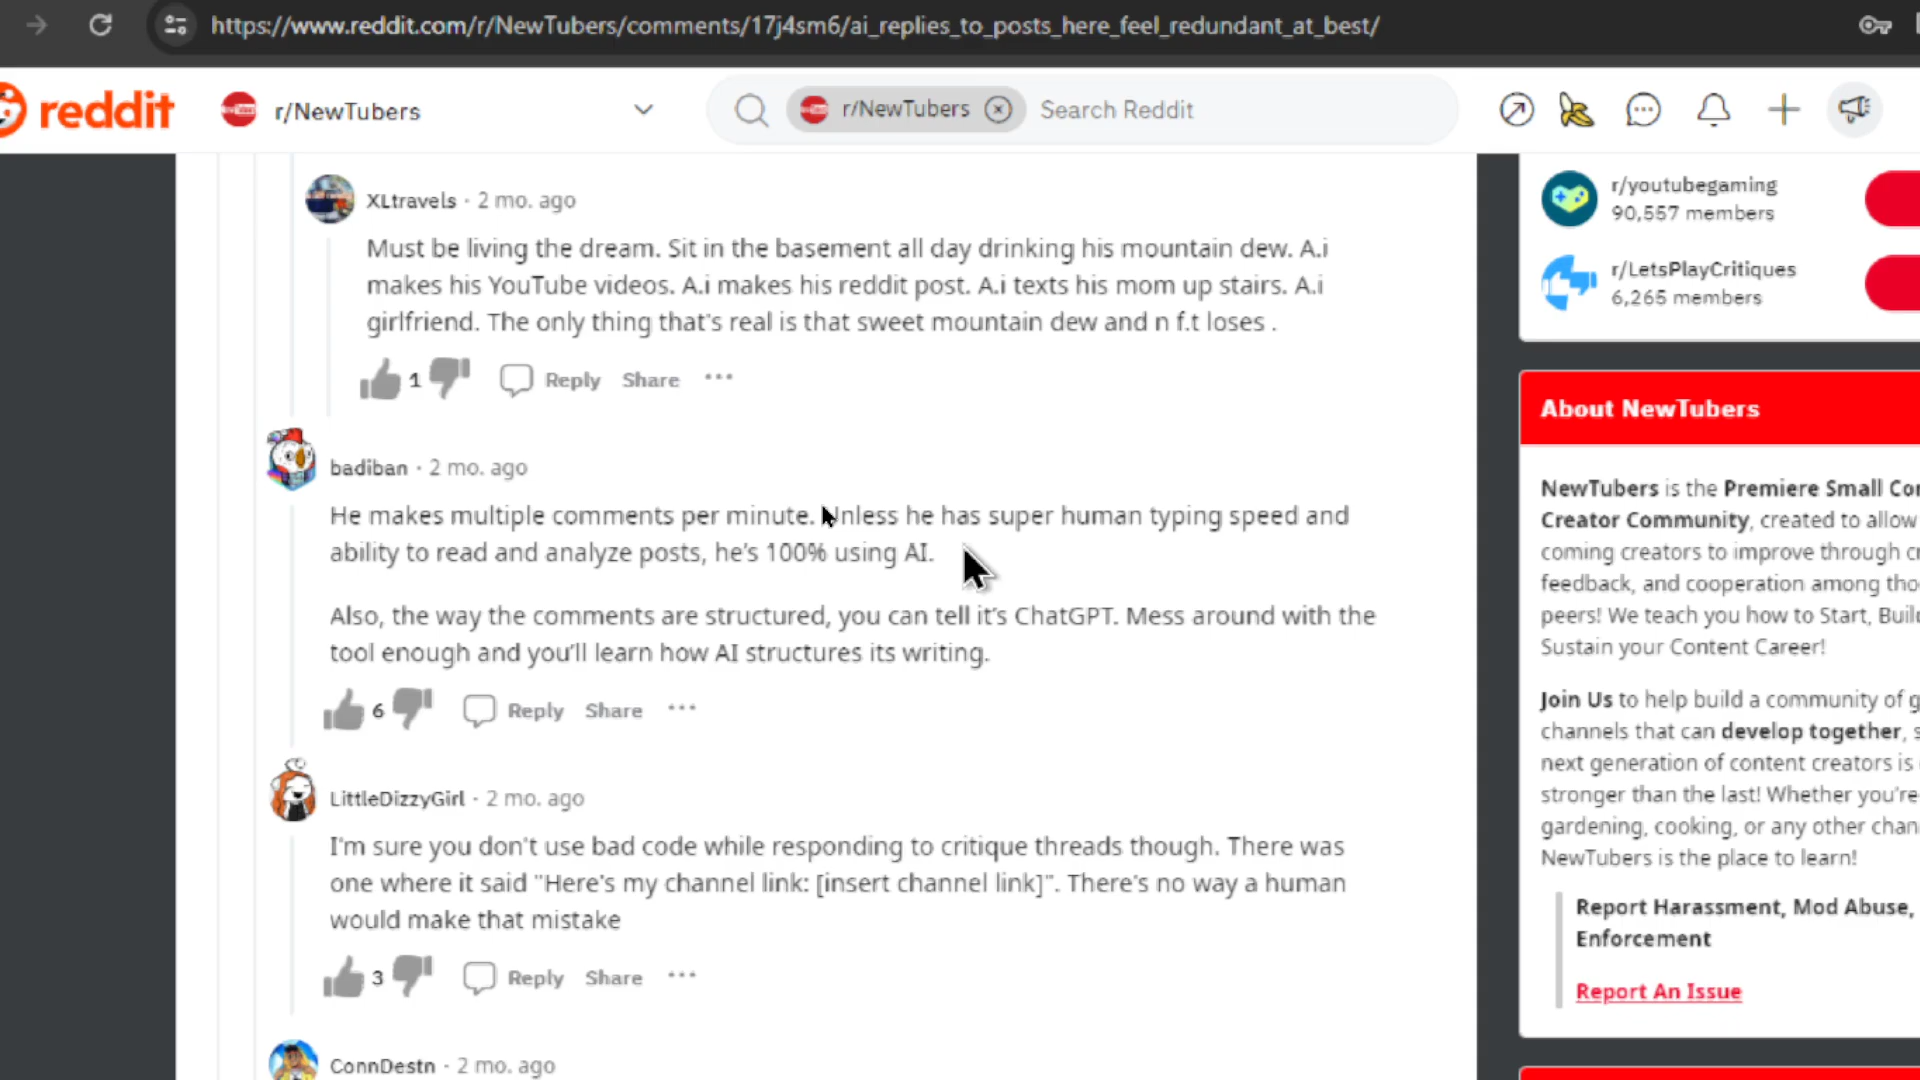 https://www.reddit.com/r/NewTubers/comments/17j4sm6/ai_replies_to_posts_here_feel_redundant_at_best/
reddit
r/NewTubers
r/NewTubers
Search Reddit
XLtravels · 2 mo. ago
Must be living the dream. Sit in the basement all day drinking his mountain dew. A.i
makes his YouTube videos. A.i makes his reddit post. A.i texts his mom up stairs. A.i
girlfriend. The only thing that's real is that sweet mountain dew and n f.t loses .
1 Reply Share ...
badiban · 2 mo. ago
He makes multiple comments per minute. Unless he has super human typing speed and
ability to read and analyze posts, he's 100% using AI.
Also, the way the comments are structured, you can tell it's ChatGPT. Mess around with the
tool enough and you'll learn how AI structures its writing.
6 Reply Share ...
LittleDizzyGirl · 2 mo. ago
I'm sure you don't use bad code while responding to critique threads though. There was
one where it said "Here's my channel link: [insert channel link]". There's no way a human
would make that mistake
3 Reply Share ...
ConnDestn · 2 mo. ago
r/youtubegaming
90,557 members
r/LetsPlayCritiques
6,265 members
About NewTubers
NewTubers is the Premiere Small Co
Creator Community, created to allow
coming creators to improve through c
feedback, and cooperation among tho
peers! We teach you how to Start, Buil
Sustain your Content Career!
Join Us to help build a community of g
channels that can develop together, s
next generation of content creators is
stronger than the last! Whether you're
gardening, cooking, or any other chan
NewTubers is the place to learn!
Report Harassment, Mod Abuse,
Enforcement
Report An Issue